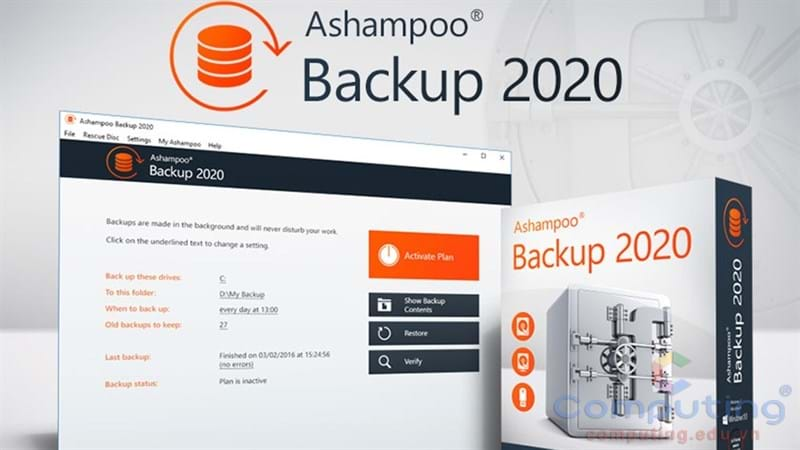 Ashampoo®
Backup 2020
Ashampoo Backup 2020
File Rescue Disc Settings My Ashampoo Help
Ashampoo®
Backup 2020
Backups are made in the background and will never disturb your work.
Click on the underlined text to change a setting.
Back up these drives: C:
To this folder: D:\My Backup
When to back up: every day at 13:00
Old backups to keep: 27
Last backup: Finished on 03/02/2016 at 15:24:56
(no errors)
Backup status: Plan is inactive
Activate Plan
Show Backup
Contents
Restore
Verify
Ashampoo®
Backup 2020
Ashampoo®
Backup 2020
Computing®
computing.edu.vn